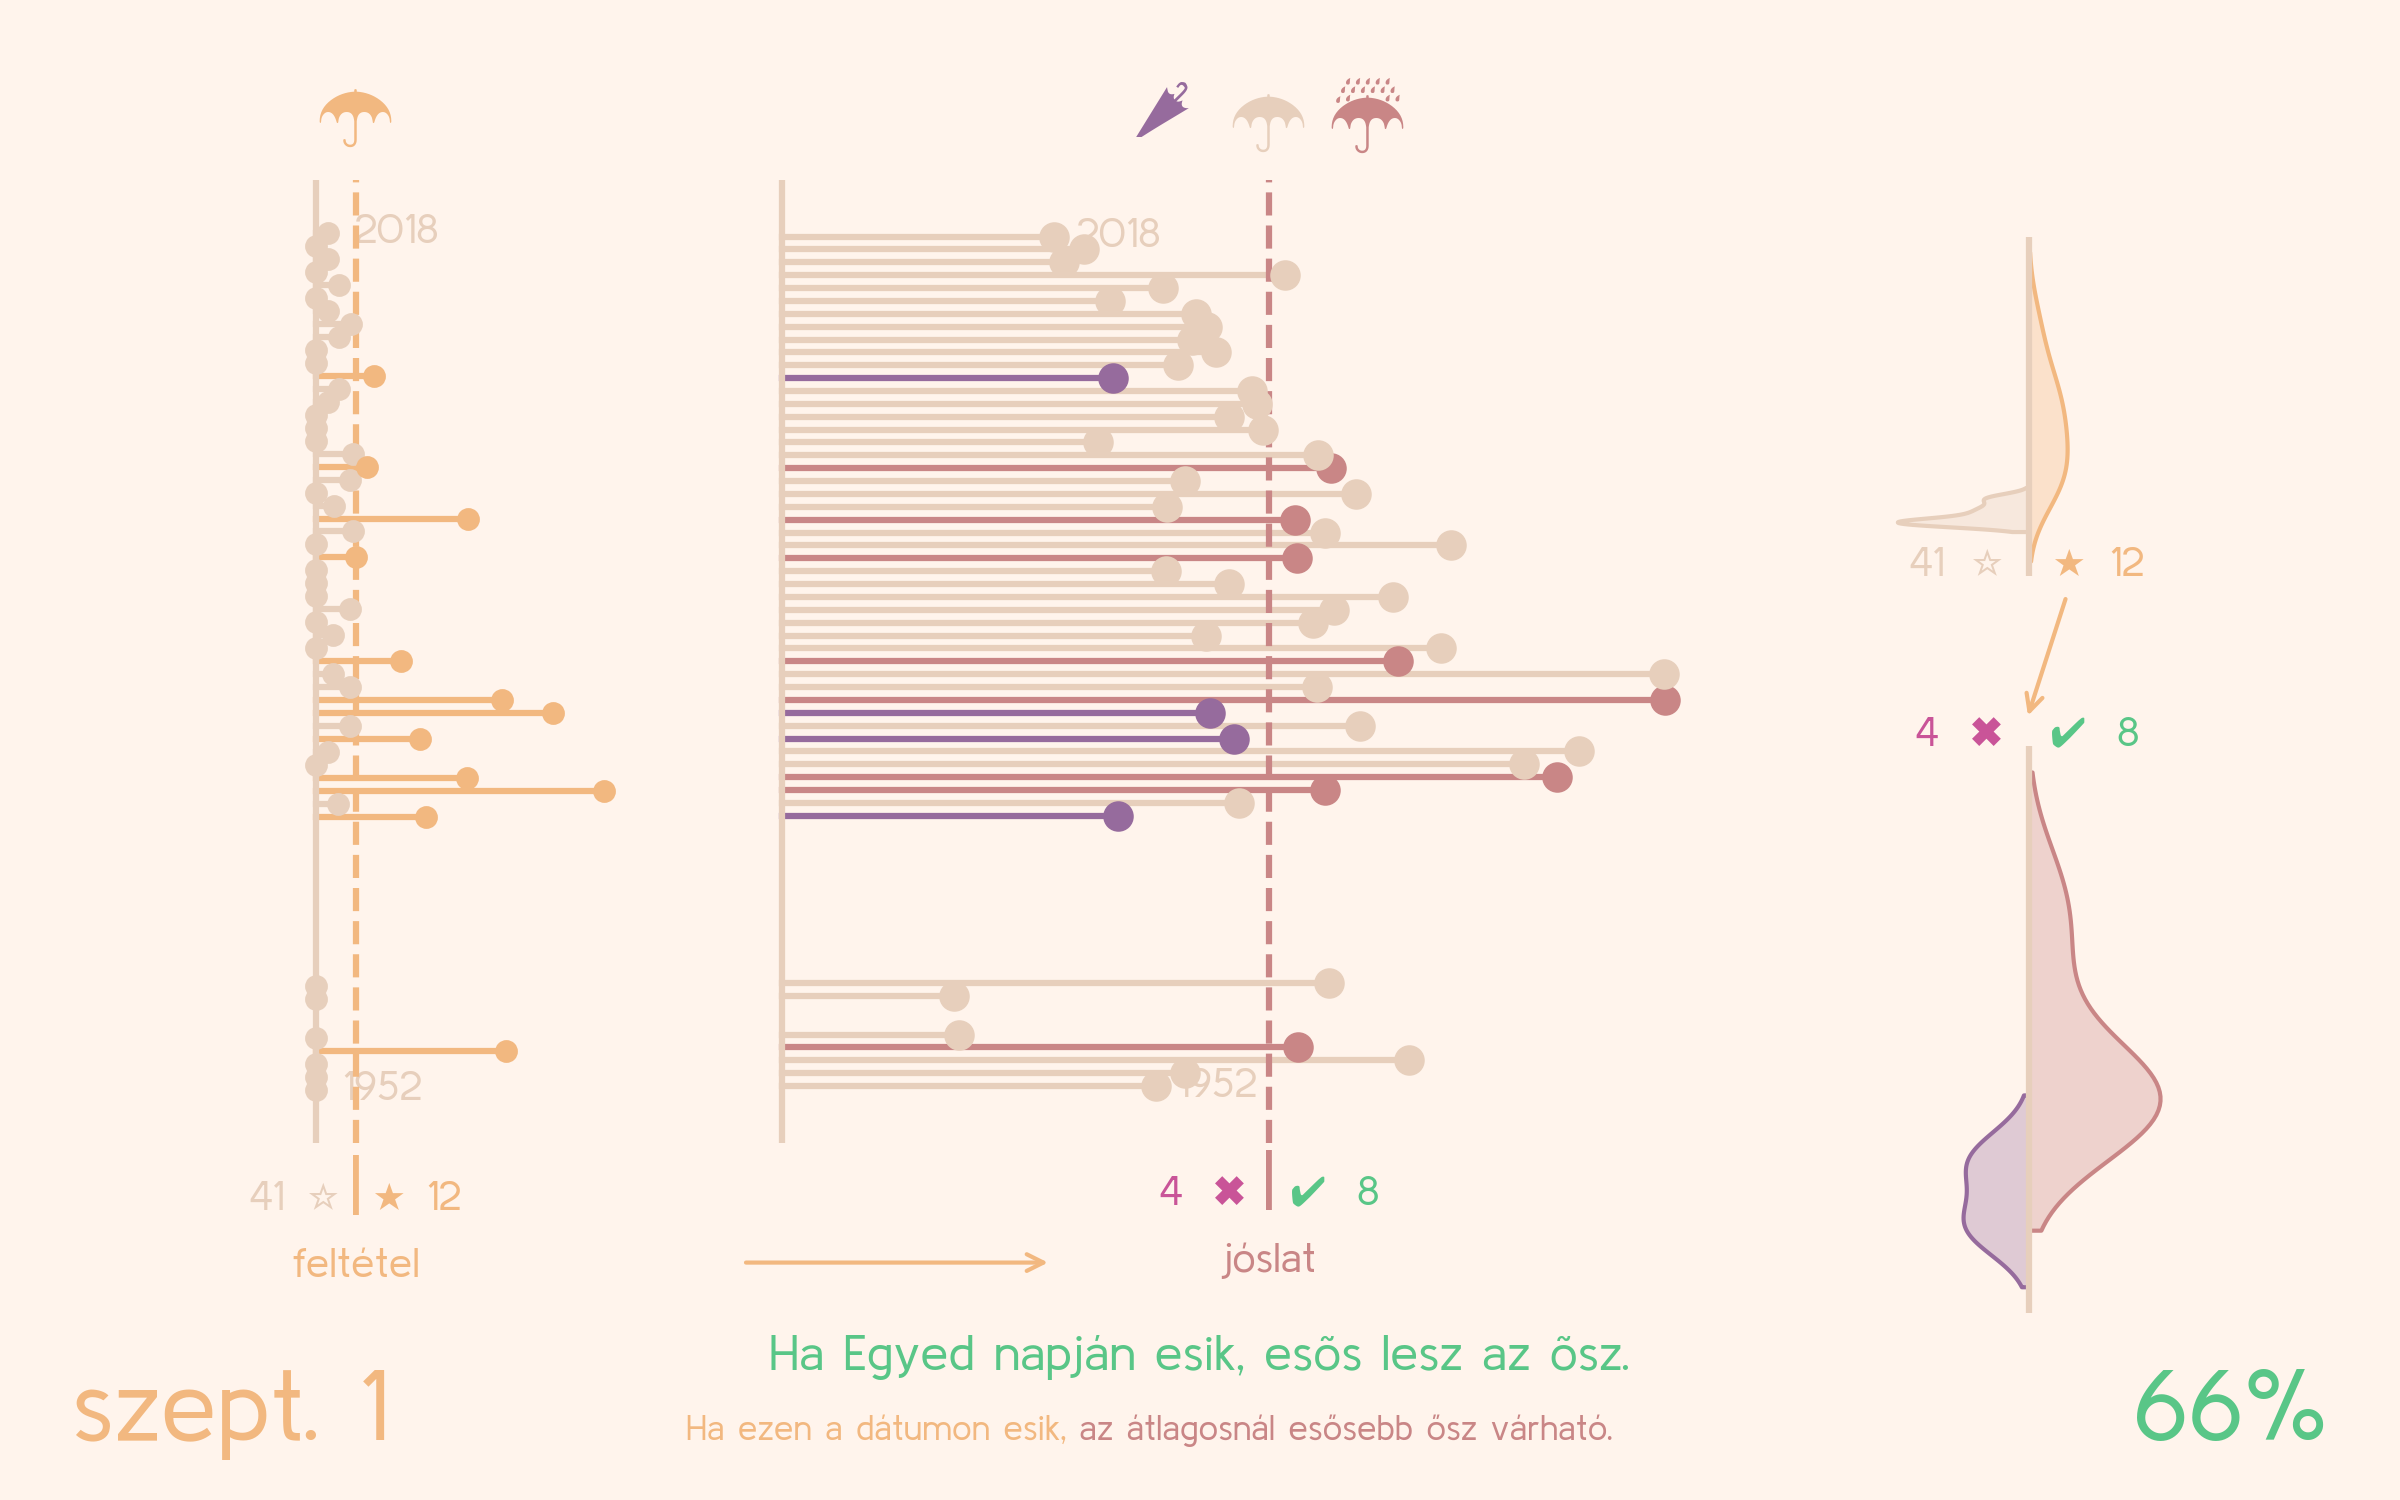 2018
2018
41 ☆ ★ 12
4 ✖ ✔ 8
1952
1952
41 ☆ ★ 12
4 ✖ ✔ 8
feltétel
jóslat
Ha Egyed napján esik, esõs lesz az õsz.
szept. 1
Ha ezen a dátumon esik, az átlagosnál esősebb ősz várható.
66%